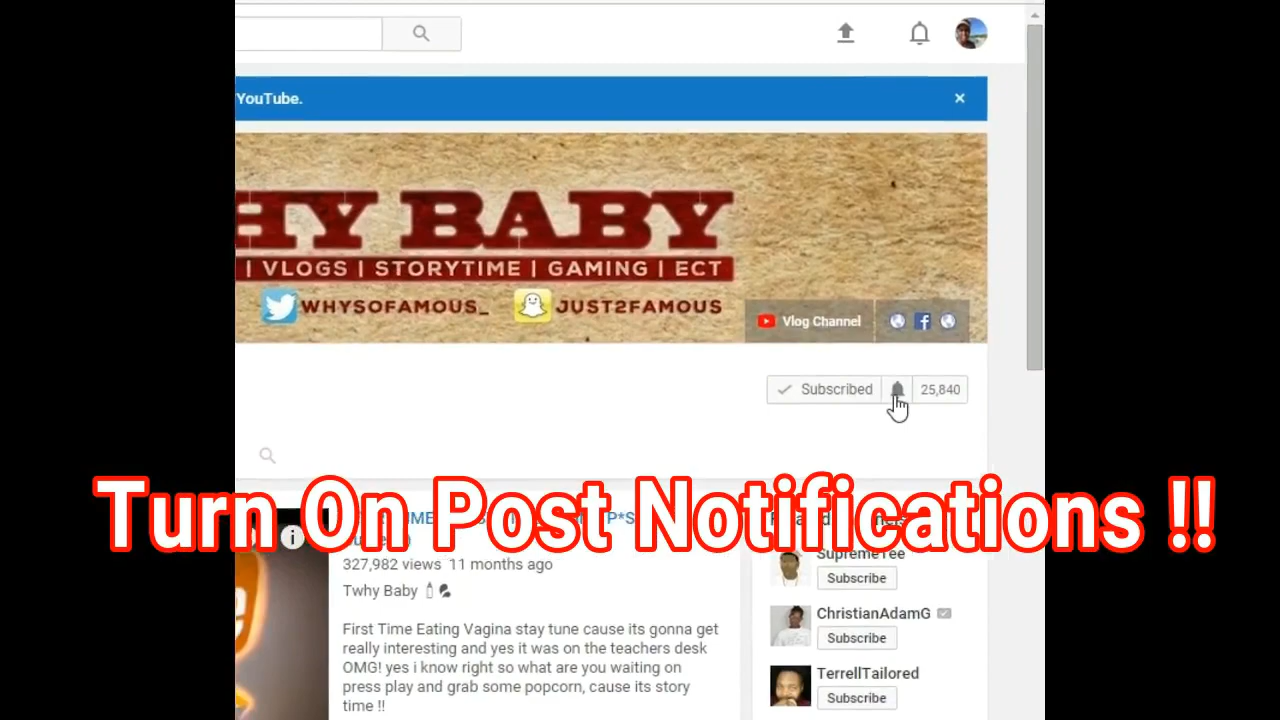 YouTube.
HY BABY
| VLOGS | STORYTIME | GAMING | ECT
WHYSOFAMOUS_ JUST2FAMOUS
Vlog Channel
Subscribed 25,840
Turn On Post Notifications !!
327,982 views 11 months ago
Twhy Baby
First Time Eating Vagina stay tune cause its gonna get
really interesting and yes it was on the teachers desk
OMG! yes i know right so what are you waiting on
press play and grab some popcorn, cause its story
time !!
SupremeTee
Subscribe
ChristianAdamG
Subscribe
TerrellTailored
Subscribe